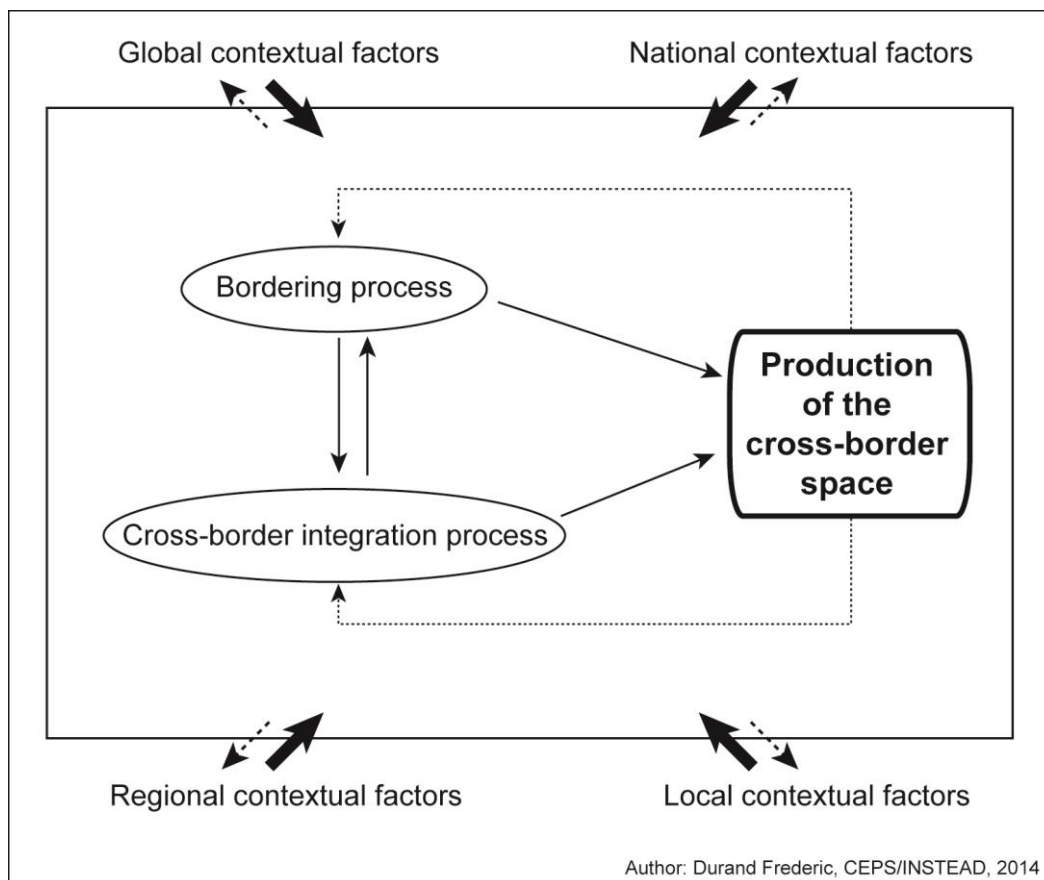 Global contextual factors
National contextual factors
Bordering process
Production
of the
cross-border
space
Cross-border integration process
Regional contextual factors
Local contextual factors
Author: Durand Frederic, CEPS/INSTEAD, 2014